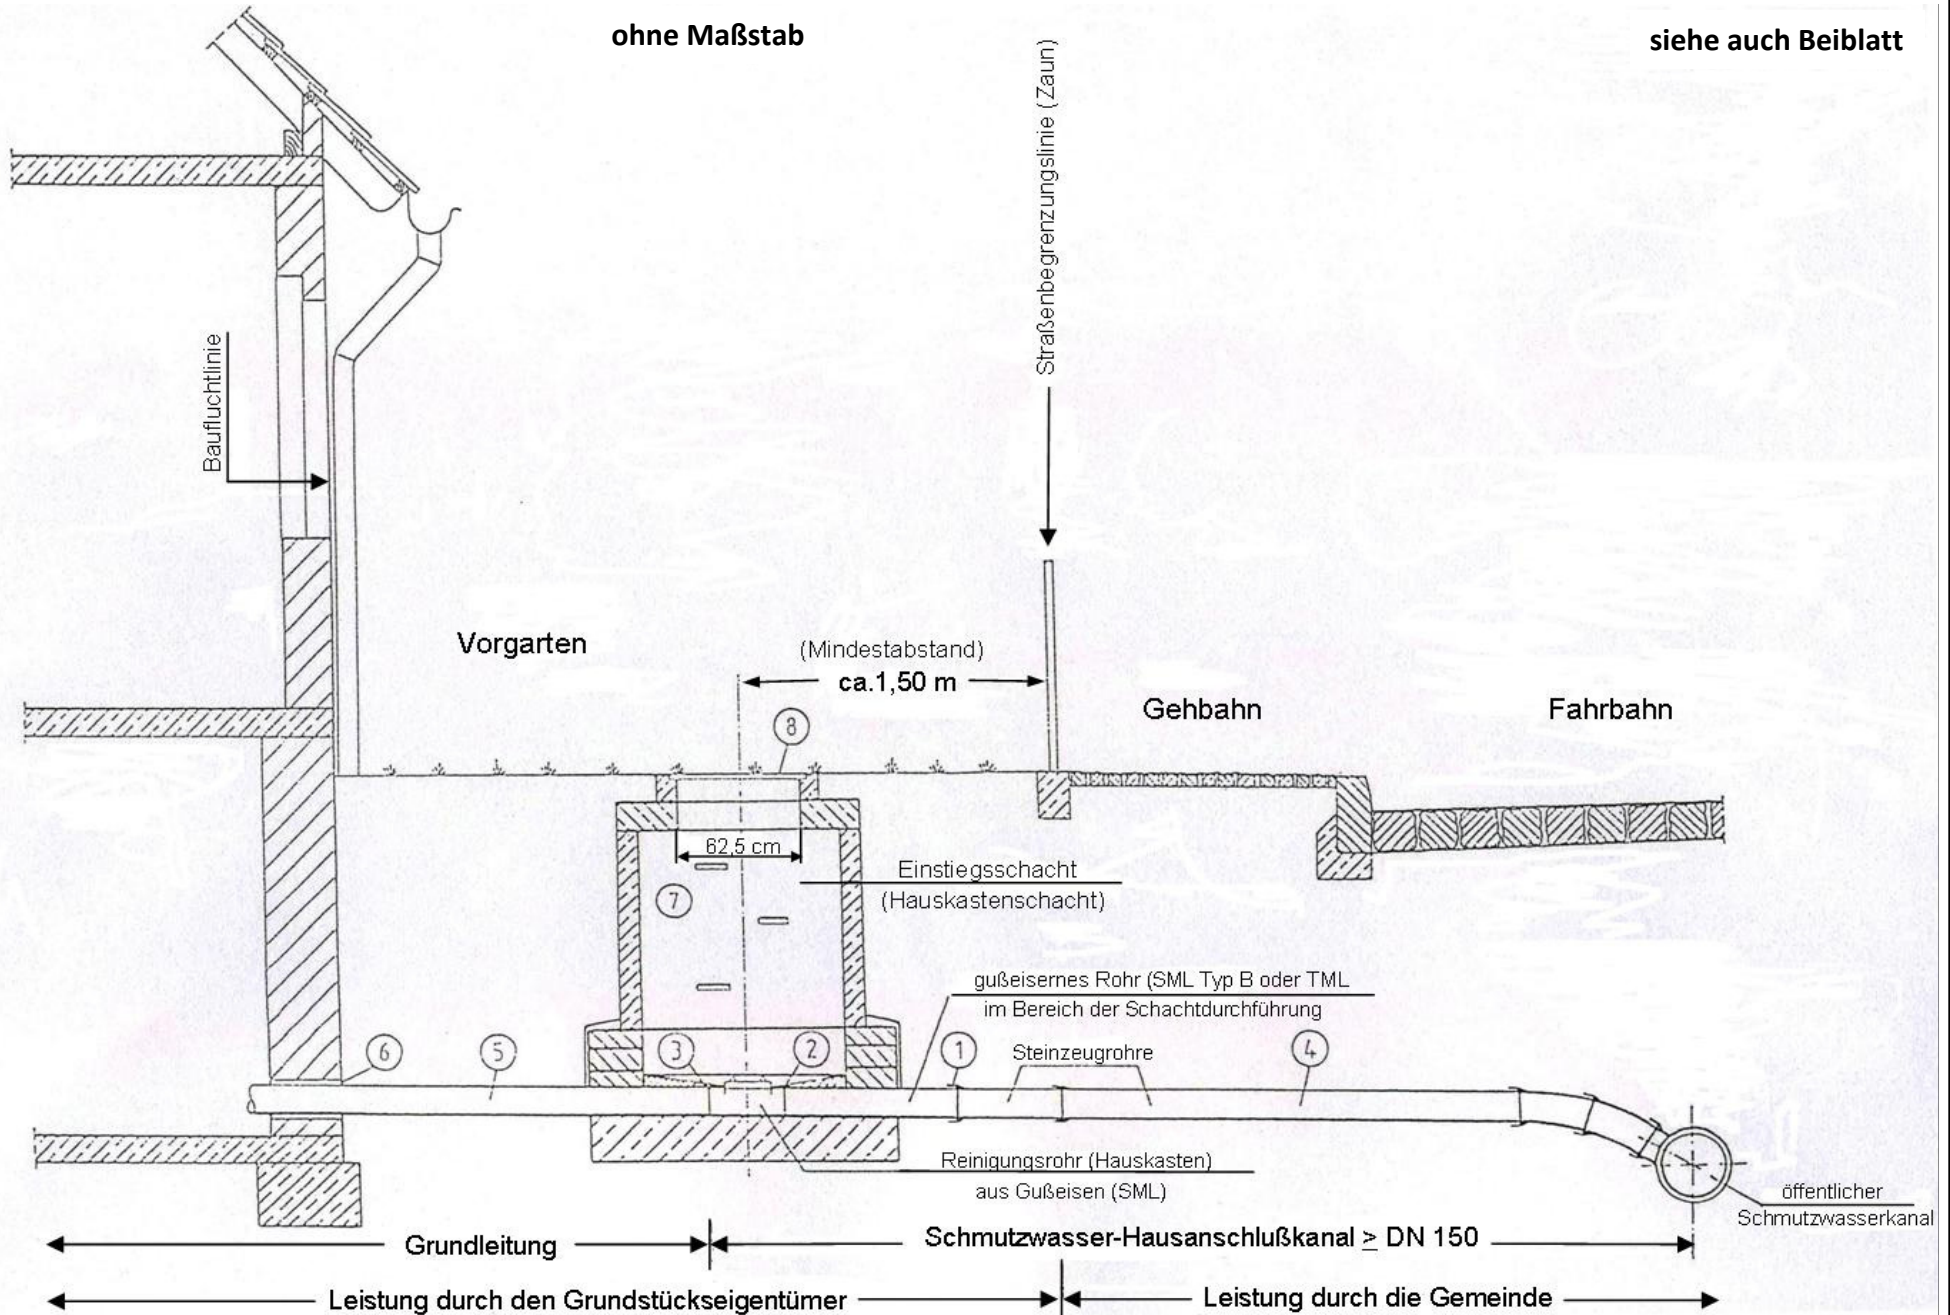 ohne Maßstab
siehe auch Beiblatt
Straßenbegrenzungslinie (Zaun)
Baufluchtlinie
Vorgarten
(Mindestabstand)
ca.1,50 m
Gehbahn
Fahrbahn
8
62,5 cm
7
Einstiegsschacht
(Hauskastenschacht)
gußeisernes Rohr (SML Typ B oder TML
im Bereich der Schachtdurchführung
6
5
3
2
1
Steinzeugrohre
4
Reinigungsrohr (Hauskasten)
aus Gußeisen (SML)
öffentlicher
Schmutzwasserkanal
Grundleitung
Schmutzwasser-Hausanschlußkanal ≥ DN 150
Leistung durch den Grundstückseigentümer
Leistung durch die Gemeinde